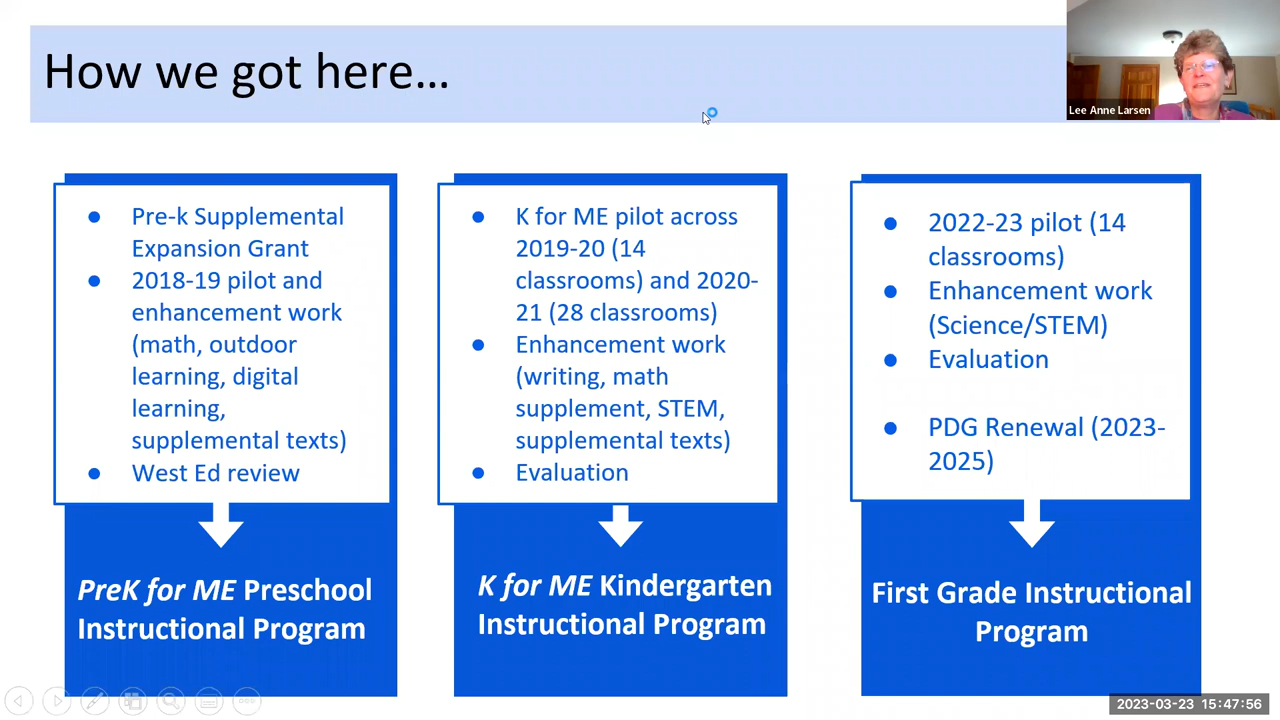 How we got here…
Lee Anne Larsen
● Pre-k Supplemental
Expansion Grant
● 2018-19 pilot and
enhancement work
(math, outdoor
learning, digital
learning,
supplemental texts)
● West Ed review
PreK for ME Preschool
Instructional Program
● K for ME pilot across
2019-20 (14
classrooms) and 2020-
21 (28 classrooms)
● Enhancement work
(writing, math
supplement, STEM,
supplemental texts)
● Evaluation
K for ME Kindergarten
Instructional Program
● 2022-23 pilot (14
classrooms)
● Enhancement work
(Science/STEM)
● Evaluation
● PDG Renewal (2023-
2025)
First Grade Instructional
Program
2023-03-23 15:47:56